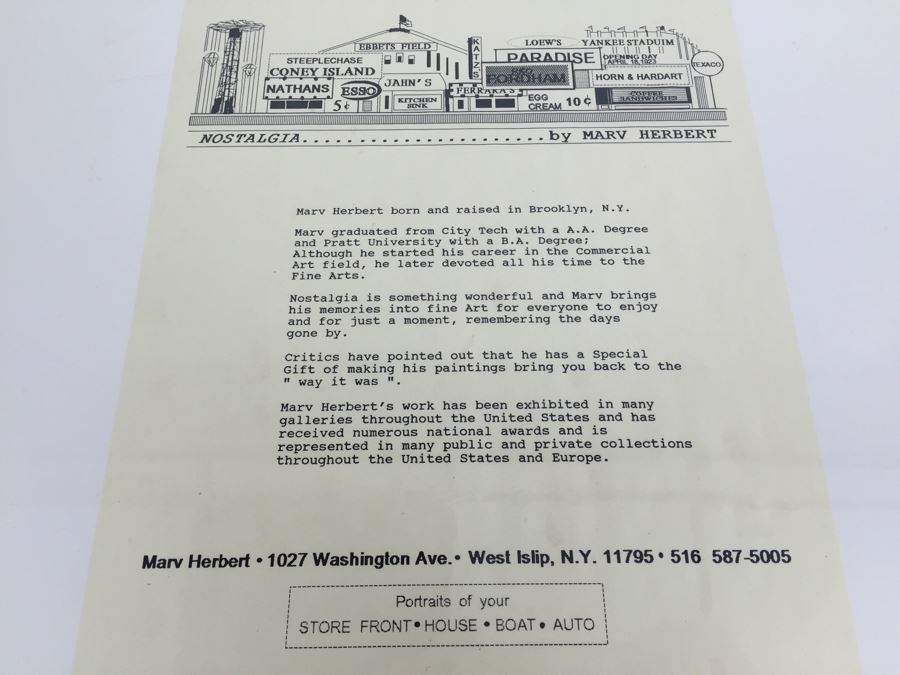 EBBETS FIELD
STEEPLECHASE
CONEY ISLAND
NATHANS
ESSO
5¢
JAHN'S
KITCHEN
SINK
KATZ'S
FERRARA'S
LOEW'S
PARADISE
RKO
FORDHAM
EGG
CREAM 10¢
YANKEE STADUIM
OPENING DAY
APRIL 18, 1923
HORN & HARDART
COFFEE
SANDWICHES
TEXACO
NOSTALGIA.......................by MARV HERBERT
Marv Herbert born and raised in Brooklyn, N.Y.
Marv graduated from City Tech with a A.A. Degree
and Pratt University with a B.A. Degree;
Although he started his career in the Commercial
Art field, he later devoted all his time to the
Fine Arts.
Nostalgia is something wonderful and Marv brings
his memories into fine Art for everyone to enjoy
and for just a moment, remembering the days
gone by.
Critics have pointed out that he has a Special
Gift of making his paintings bring you back to the
" way it was ".
Marv Herbert's work has been exhibited in many
galleries throughout the United States and has
received numerous national awards and is
represented in many public and private collections
throughout the United States and Europe.
Marv Herbert • 1027 Washington Ave. • West Islip, N.Y. 11795 • 516 587-5005
Portraits of your
STORE FRONT • HOUSE • BOAT • AUTO